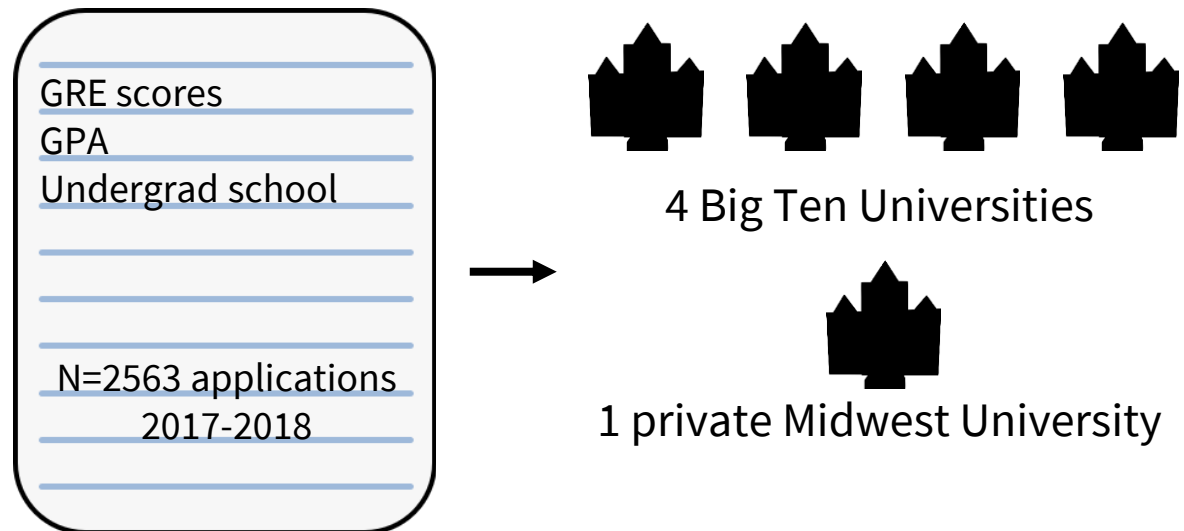 GRE scores
GPA
Undergrad school
N=2563 applications
2017-2018
4 Big Ten Universities
1 private Midwest University